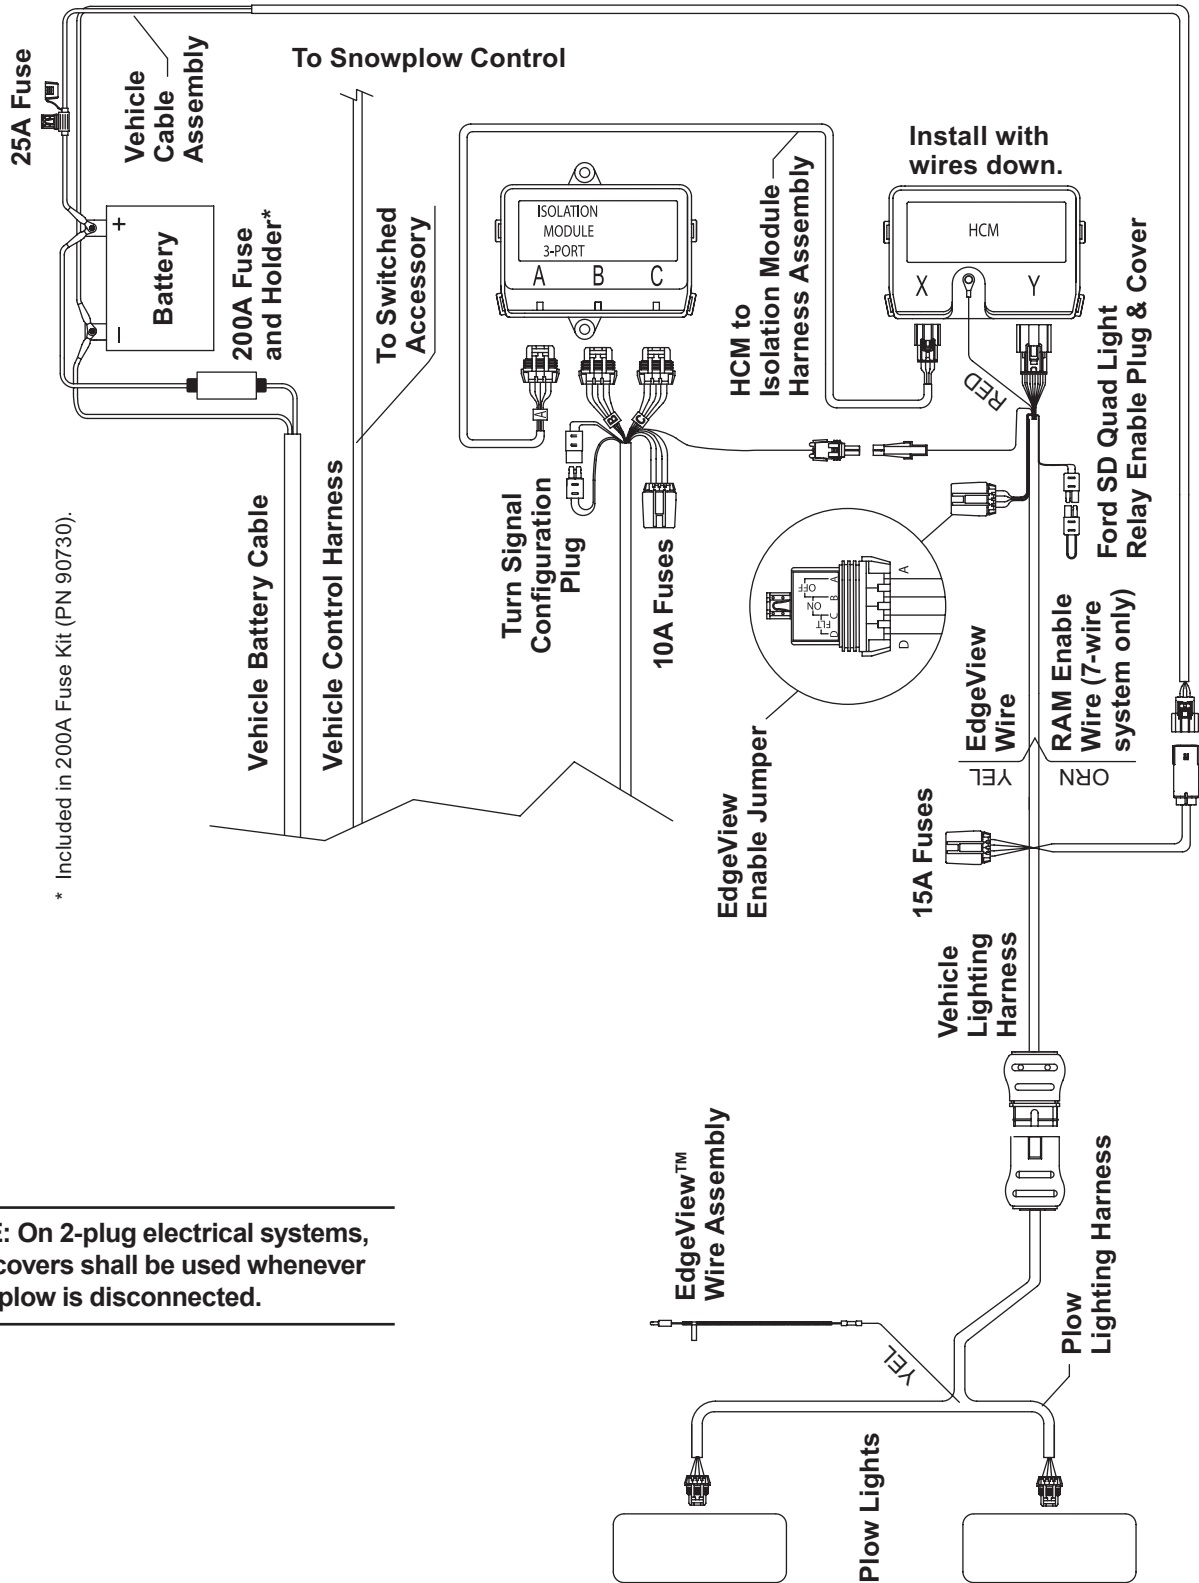 25A Fuse
Vehicle
Cable
Assembly
To Snowplow Control
+
–
Battery
200A Fuse
and Holder*
To Switched
Accessory
ISOLATION
MODULE
3-PORT
A B C
HCM to
Isolation Module
Harness Assembly
Install with
wires down.
HCM
X Y
RED
A
B
C
Vehicle Battery Cable
Vehicle Control Harness
* Included in 200A Fuse Kit (PN 90730).
Turn Signal
Configuration
Plug
10A Fuses
Ford SD Quad Light
Relay Enable Plug & Cover
OFF
ON
FLT
A
B
C
D
A
D
EdgeView
Enable Jumper
EdgeView
Wire
YEL
RAM Enable
Wire (7-wire
system only)
ORN
15A Fuses
Vehicle
Lighting
Harness
E: On 2-plug electrical systems,
covers shall be used whenever
plow is disconnected.
EdgeView™
Wire Assembly
YEL
Plow
Lighting Harness
Plow Lights